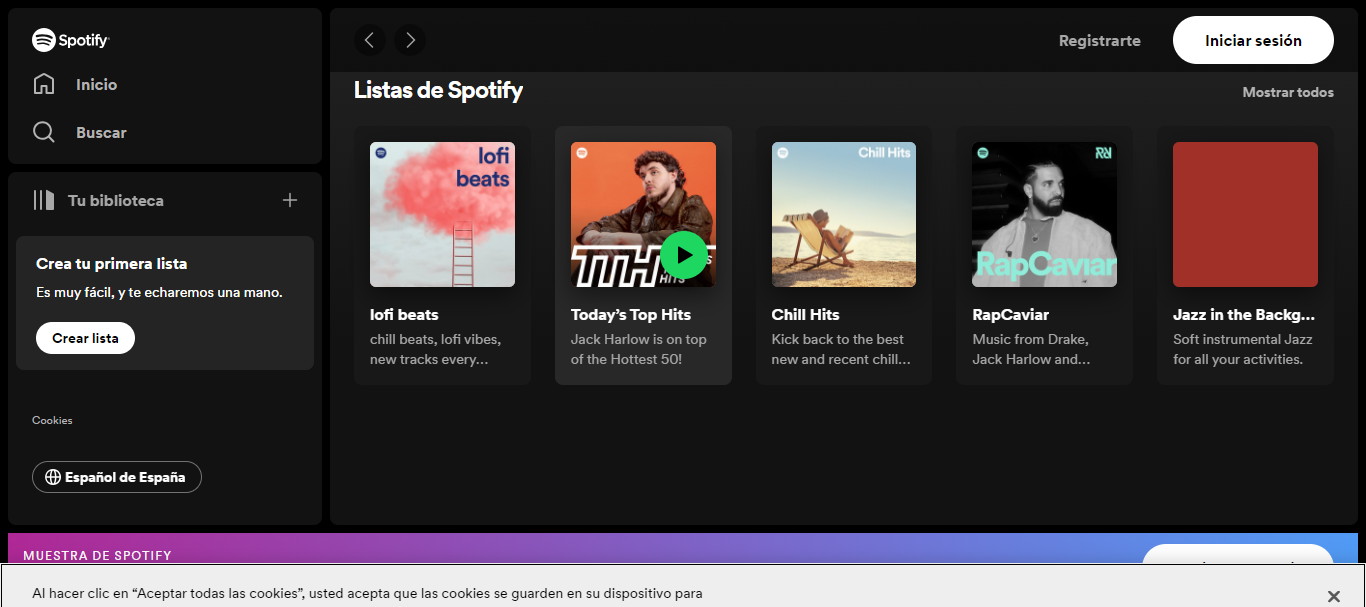 Spotify
Inicio
Buscar
Tu biblioteca
Crea tu primera lista
Es muy fácil, y te echaremos una mano.
Crear lista
Cookies
Español de España
Registrarte
Iniciar sesión
Listas de Spotify
Mostrar todos
lofi
beats
lofi beats
chill beats, lofi vibes,
new tracks every...
TTH
HITS
Today’s Top Hits
Jack Harlow is on top
of the Hottest 50!
Chill Hits
Chill Hits
Kick back to the best
new and recent chill...
RapCaviar
RapCaviar
Music from Drake,
Jack Harlow and...
Jazz in the Backg...
Soft instrumental Jazz
for all your activities.
MUESTRA DE SPOTIFY
Al hacer clic en “Aceptar todas las cookies”, usted acepta que las cookies se guarden en su dispositivo para